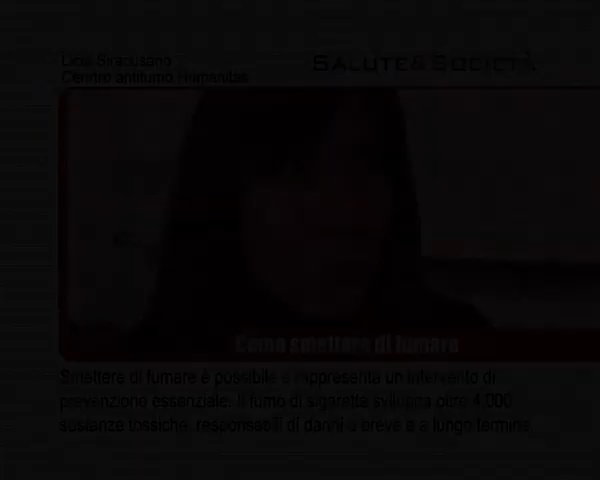 Licia Siracusano
Centro antifumo Humanitas
SALUTE&SOCIETÀ
Come smettere di fumare
Smettere di fumare è possibile e rappresenta un intervento di
prevenzione essenziale. Il fumo di sigaretta sviluppa oltre 4.000
sostanze tossiche, responsabili di danni a breve e a lungo termine.